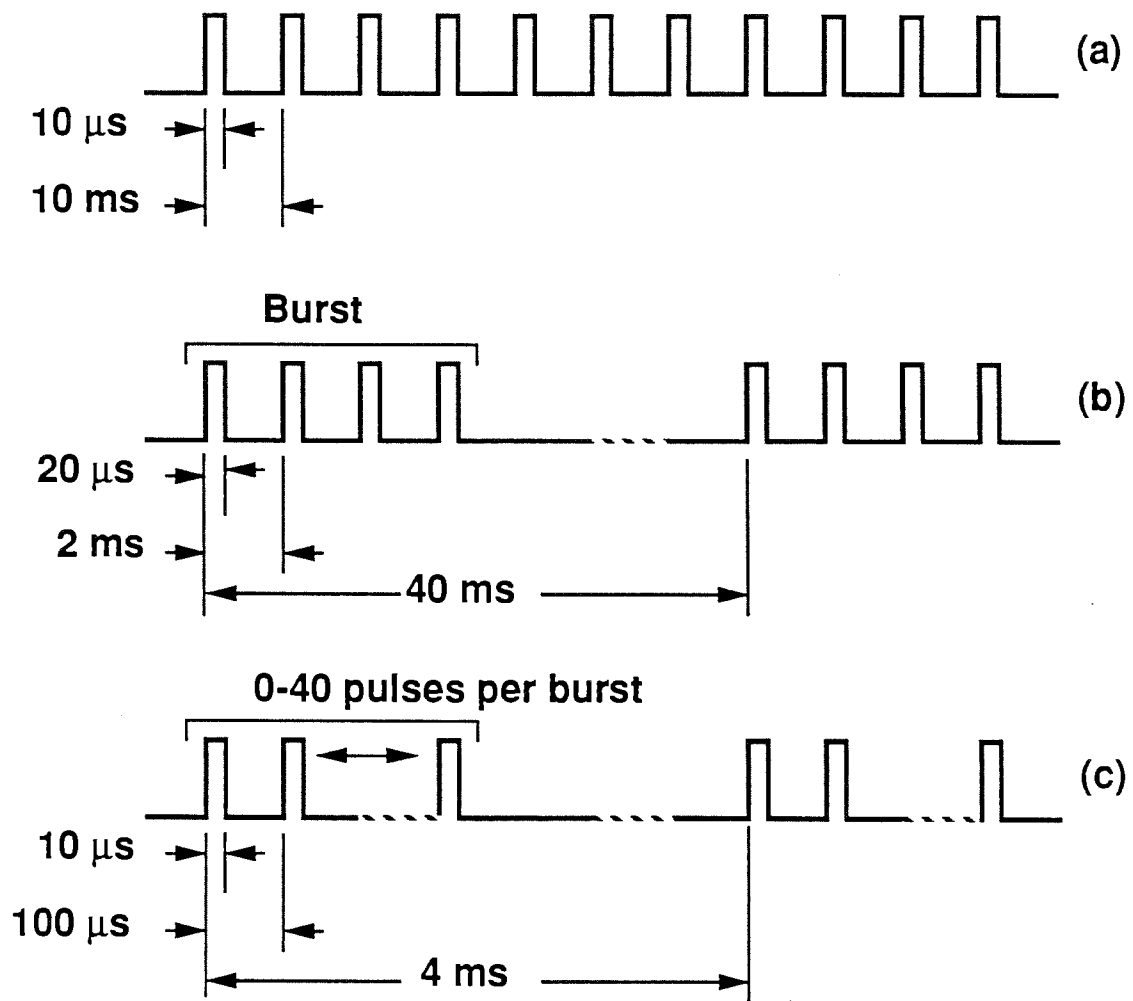 (a)
10 μs
10 ms
Burst
(b)
20 μs
2 ms
40 ms
0-40 pulses per burst
(c)
10 μs
100 μs
4 ms